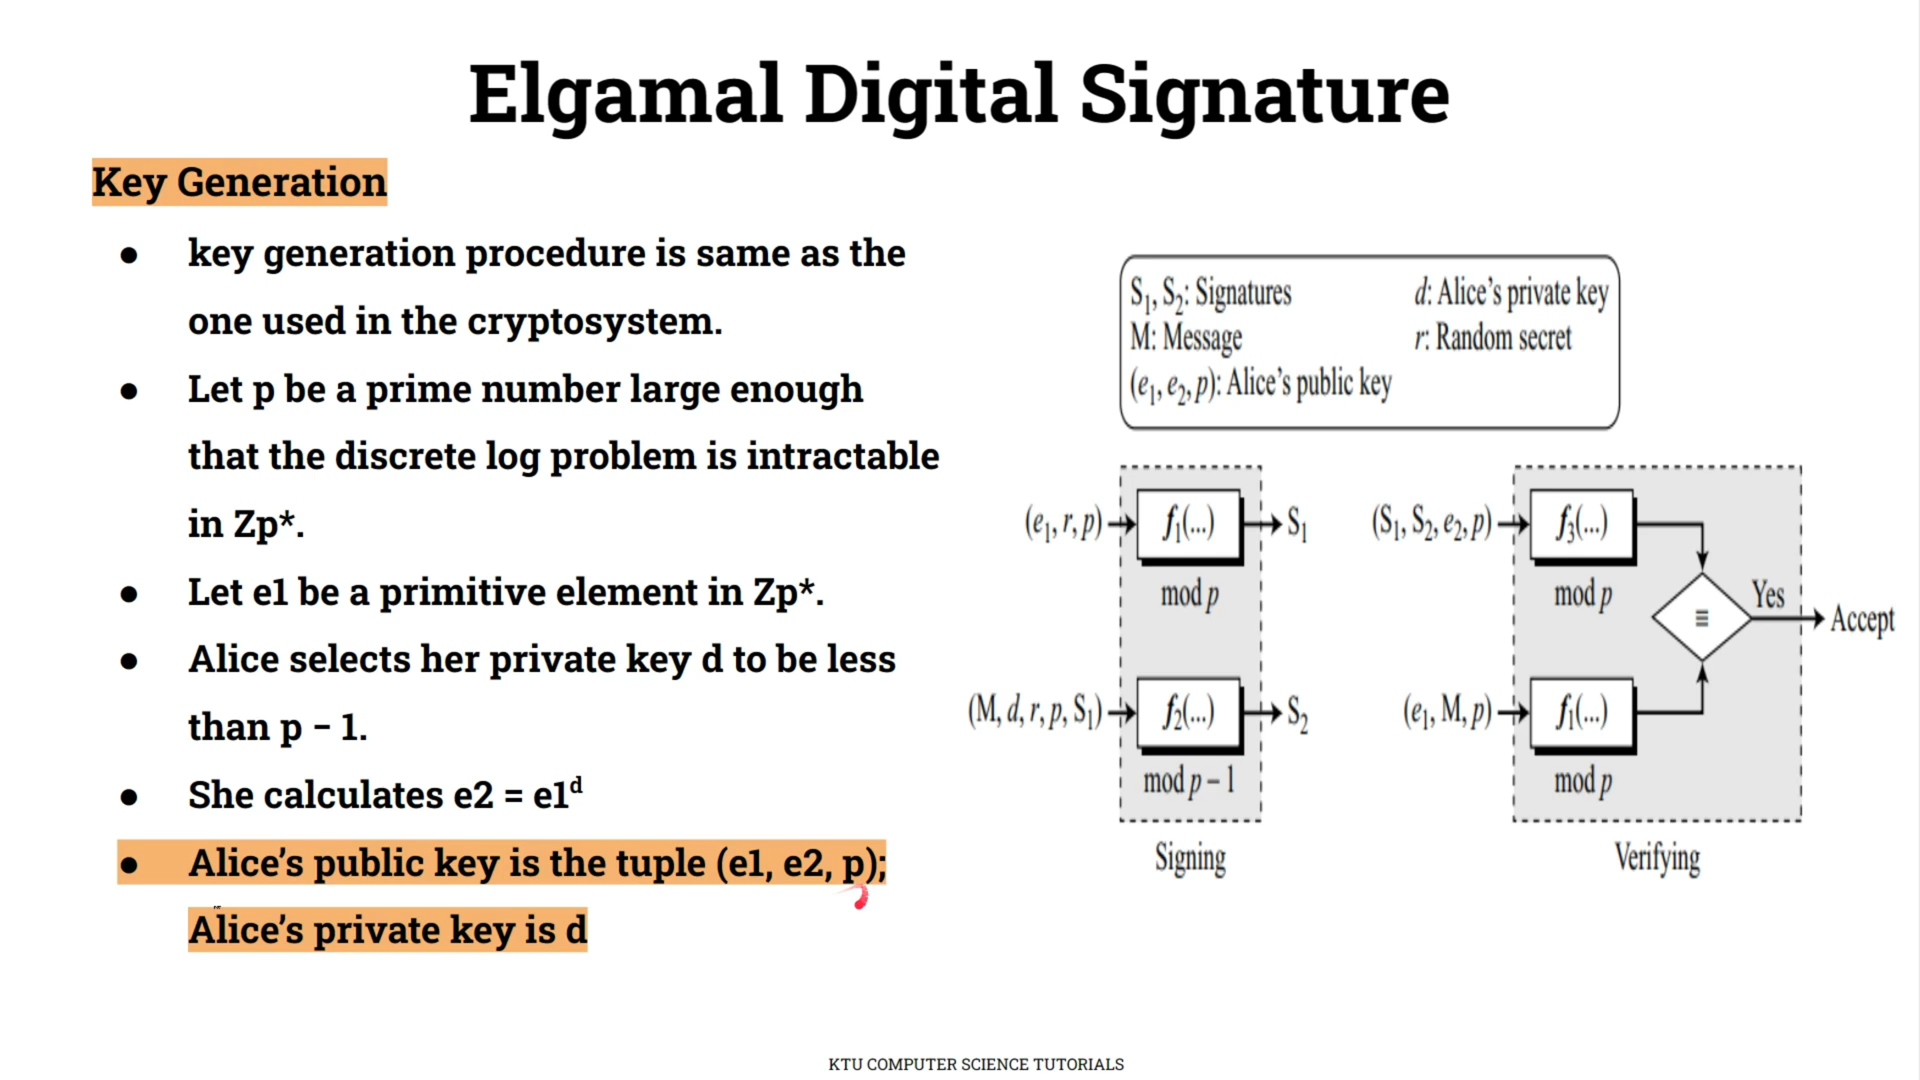 Elgamal Digital Signature
Key Generation
● key generation procedure is same as the
one used in the cryptosystem.
● Let p be a prime number large enough
that the discrete log problem is intractable
in Zp*.
● Let e1 be a primitive element in Zp*.
● Alice selects her private key d to be less
than p − 1.
● She calculates e2 = e1ᵈ
● Alice’s public key is the tuple (e1, e2, p);
Alice’s private key is d
S₁, S₂: Signatures d: Alice’s private key
M: Message r: Random secret
(e₁, e₂, p): Alice’s public key
(e₁, r, p) f₁(...) S₁
mod p
(M, d, r, p, S₁) f₂(...) S₂
mod p – 1
Signing
(S₁, S₂, e₂, p) f₃(...)
mod p
≡ Yes Accept
(e₁, M, p) f₁(...)
mod p
Verifying
KTU COMPUTER SCIENCE TUTORIALS